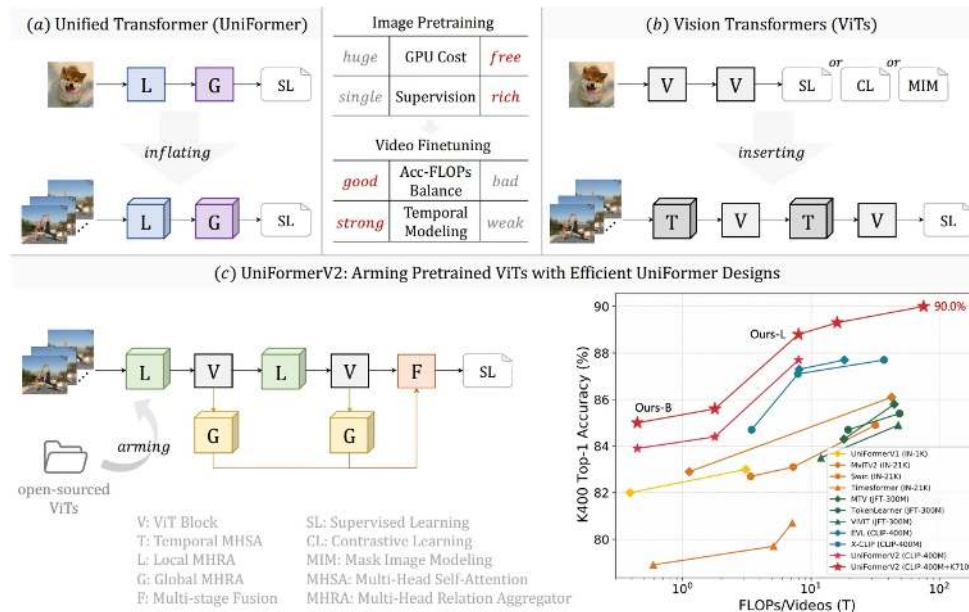 (a) Unified Transformer (UniFormer)
L
G
SL
inflating
L
G
SL
Image Pretraining
huge GPU Cost free
single Supervision rich
Video Finetuning
good Acc-FLOPs Balance bad
strong Temporal Modeling weak
(b) Vision Transformers (ViTs)
or or
V
V
SL
CL
MIM
inserting
T
V
T
V
SL
(c) UniFormerV2: Arming Pretrained ViTs with Efficient UniFormer Designs
L
V
L
V
F
SL
G
G
arming
open-sourced
ViTs
V: ViT Block
T: Temporal MHSA
L: Local MHRA
G: Global MHRA
F: Multi-stage Fusion
SL: Supervised Learning
CL: Contrastive Learning
MIM: Mask Image Modeling
MHSA: Multi-Head Self-Attention
MHRA: Multi-Head Relation Aggregator
K400 Top-1 Accuracy (%)
90
88
86
84
82
80
90.0%
Ours-L
Ours-B
UniFormerV1 (IN-1K)
MViTv2 (IN-21K)
Swin (IN-21K)
Timesformer (IN-21K)
MTV (JFT-300M)
TokenLearner (JFT-300M)
ViViT (JFT-300M)
EVL (CLIP-400M)
X-CLIP (CLIP-400M)
UniFormerV2 (CLIP-400M)
UniFormerV2 (CLIP-400M+K710
10⁰
10¹
10²
FLOPs/Videos (T)